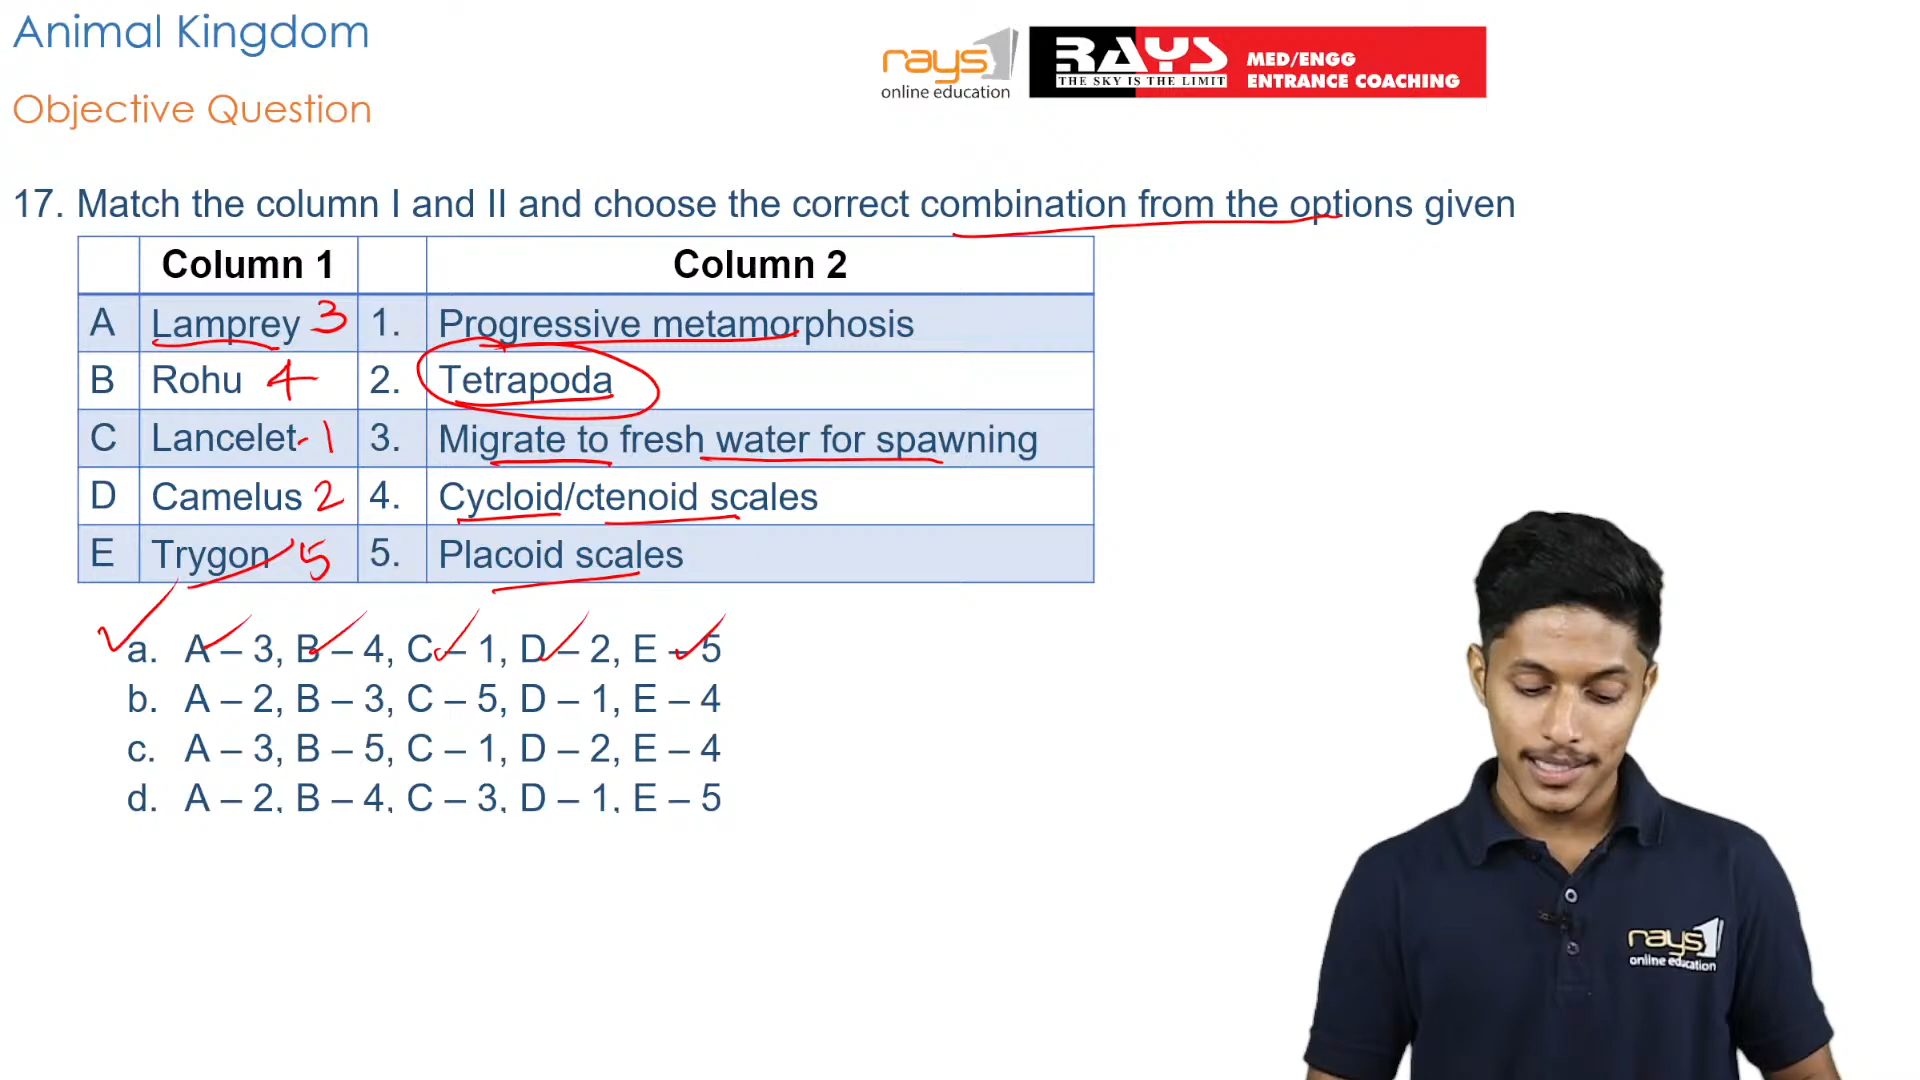 Animal Kingdom
Objective Question
rays
online education
RAYS
THE SKY IS THE LIMIT
MED/ENGG
ENTRANCE COACHING
17. Match the column I and II and choose the correct combination from the options given
Column 1 Column 2
A Lamprey 3 1. Progressive metamorphosis
B Rohu 4 2. Tetrapoda
C Lancelet-1 3. Migrate to fresh water for spawning
D Camelus 2 4. Cycloid/ctenoid scales
E Trygon 5 5. Placoid scales
a. A – 3, B – 4, C – 1, D – 2, E – 5
b. A – 2, B – 3, C – 5, D – 1, E – 4
c. A – 3, B – 5, C – 1, D – 2, E – 4
d. A – 2, B – 4, C – 3, D – 1, E – 5
rays
online education